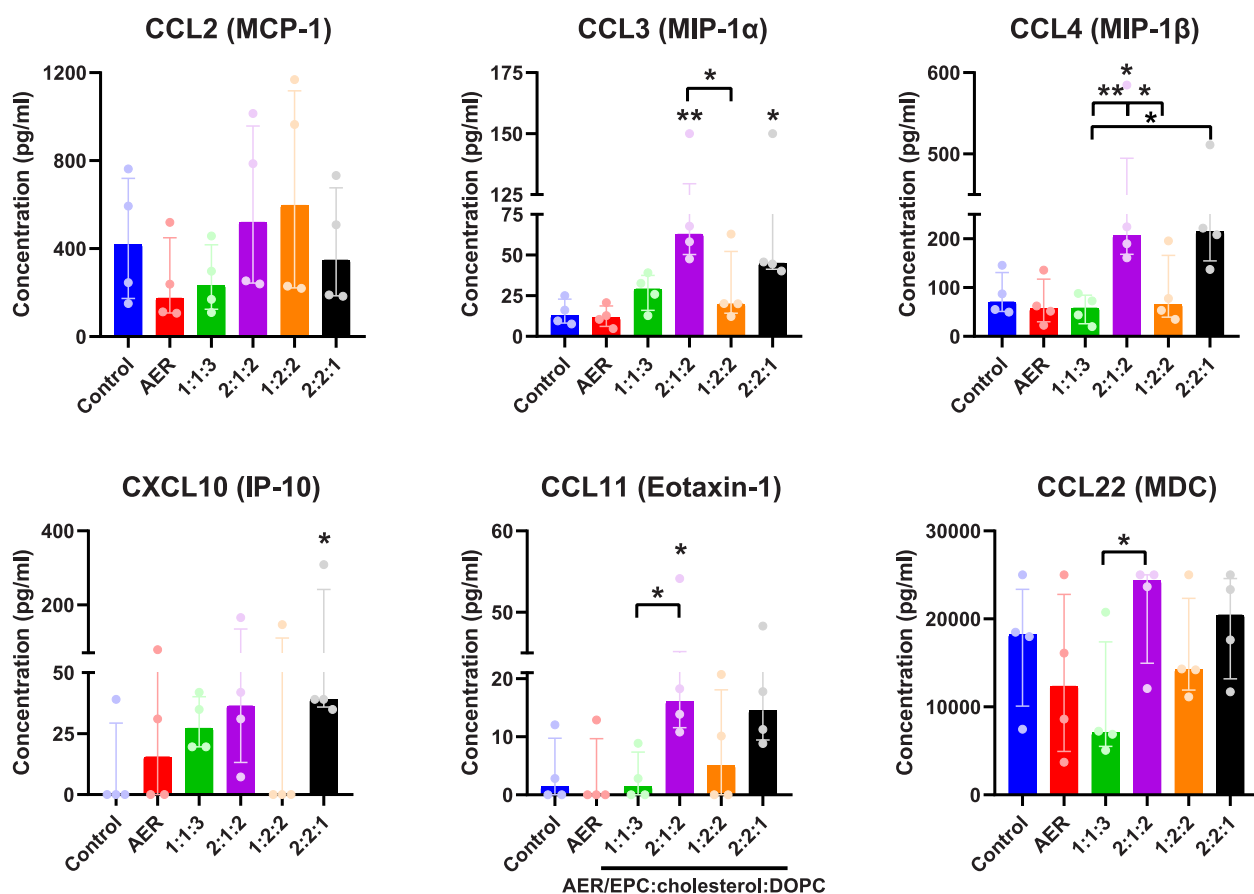 CCL2 (MCP-1)
Concentration (pg/ml)
1200
800
400
0
Control
AER
1:1:3
2:1:2
1:2:2
2:2:1
CCL3 (MIP-1α)
Concentration (pg/ml)
175
150
125
75
50
25
0
*
**
*
Control
AER
1:1:3
2:1:2
1:2:2
2:2:1
CCL4 (MIP-1β)
Concentration (pg/ml)
600
500
200
100
0
*
** *
*
Control
AER
1:1:3
2:1:2
1:2:2
2:2:1
CXCL10 (IP-10)
Concentration (pg/ml)
400
200
50
25
0
*
Control
AER
1:1:3
2:1:2
1:2:2
2:2:1
CCL11 (Eotaxin-1)
Concentration (pg/ml)
60
50
20
10
0
*
*
Control
AER
1:1:3
2:1:2
1:2:2
2:2:1
AER/EPC:cholesterol:DOPC
CCL22 (MDC)
Concentration (pg/ml)
30000
20000
10000
0
*
Control
AER
1:1:3
2:1:2
1:2:2
2:2:1